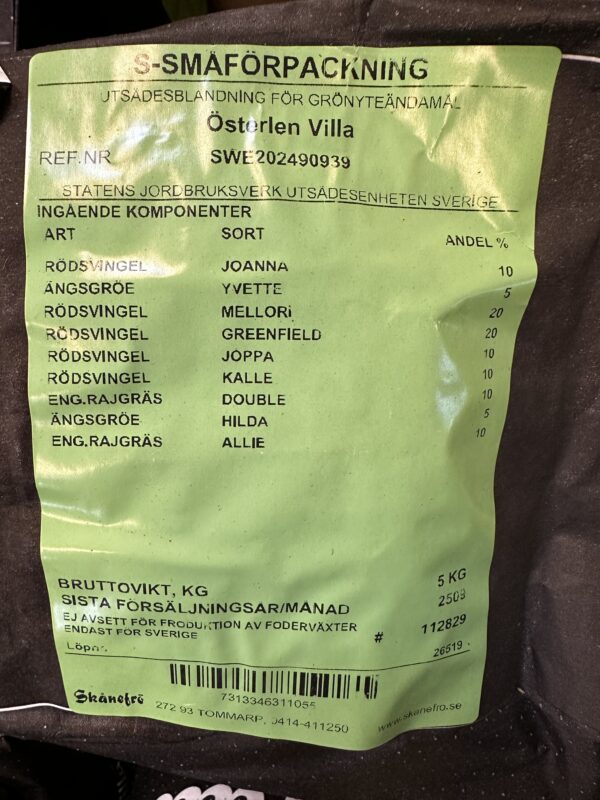 S-SMÅFÖRPACKNING
UTSÄDESBLANDNING FÖR GRÖNYTEÄNDAMÅL
Österlen Villa
REF.NR SWE202490939
STATENS JORDBRUKSVERK UTSÄDESENHETEN SVERIGE
INGÅENDE KOMPONENTER
ART SORT ANDEL %
RÖDSVINGEL JOANNA 10
ÄNGSGRÖE YVETTE 5
RÖDSVINGEL MELLORI 20
RÖDSVINGEL GREENFIELD 20
RÖDSVINGEL JOPPA 10
RÖDSVINGEL KALLE 10
ENG.RAJGRÄS DOUBLE 10
ÄNGSGRÖE HILDA 5
ENG.RAJGRÄS ALLIE 10
BRUTTOVIKT, KG 5 KG
SISTA FÖRSÄLJNINGSÅR/MÅNAD 2509
EJ AVSETT FÖR PRODUKTION AV FODERVÄXTER
ENDAST FÖR SVERIGE # 112829
Löpnr. 26519
7313346311055
Skånefrö
272 93 TOMMARP. 0414-411250
www.skanefro.se